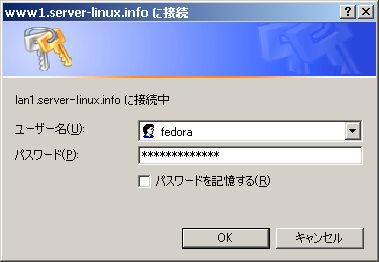 www1.server-linux.info に接続
lan1.server-linux.info に接続中
ユーザー名(U):
fedora
パスワード(P):
*************
パスワードを記憶する(R)
OK
キャンセル